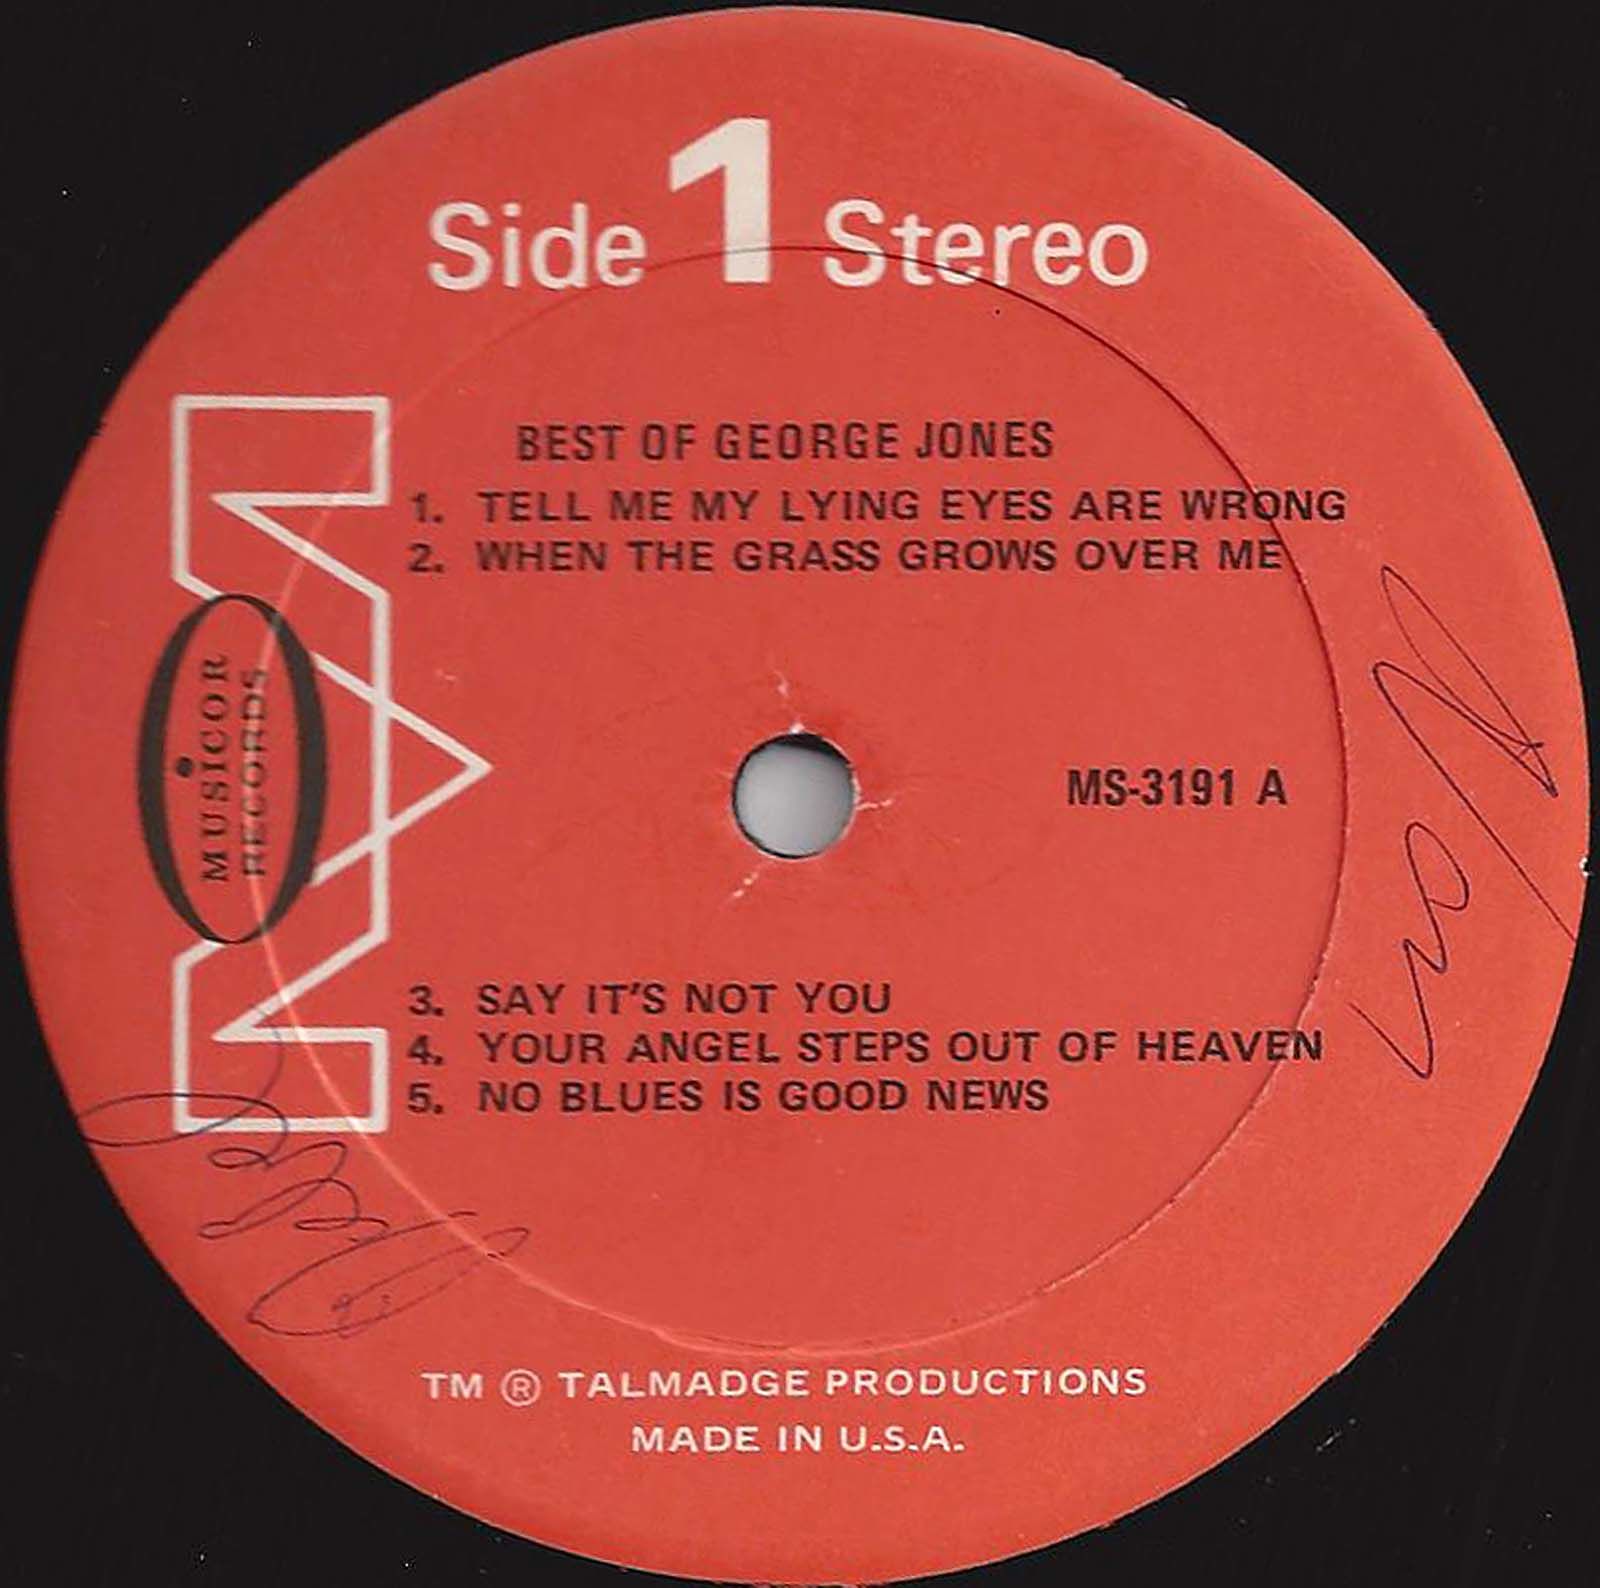 Side 1 Stereo
BEST OF GEORGE JONES
1. TELL ME MY LYING EYES ARE WRONG
2. WHEN THE GRASS GROWS OVER ME
MUSICOR
RECORDS
MS-3191 A
3. SAY IT'S NOT YOU
4. YOUR ANGEL STEPS OUT OF HEAVEN
5. NO BLUES IS GOOD NEWS
TM ® TALMADGE PRODUCTIONS
MADE IN U.S.A.